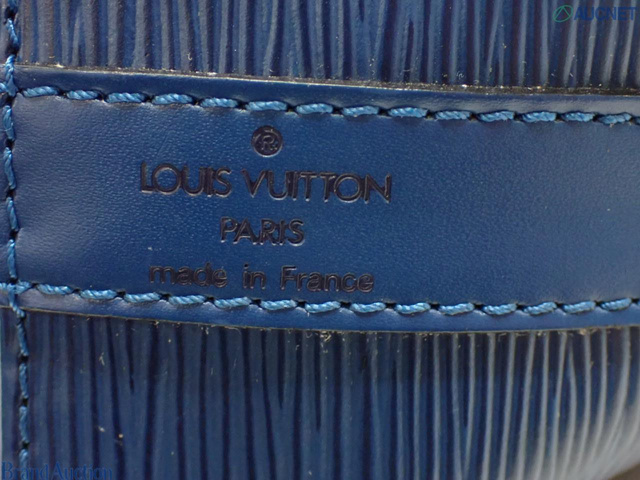 AUCNET
®
LOUIS VUITTON
PARIS
made in France
Brand Auction